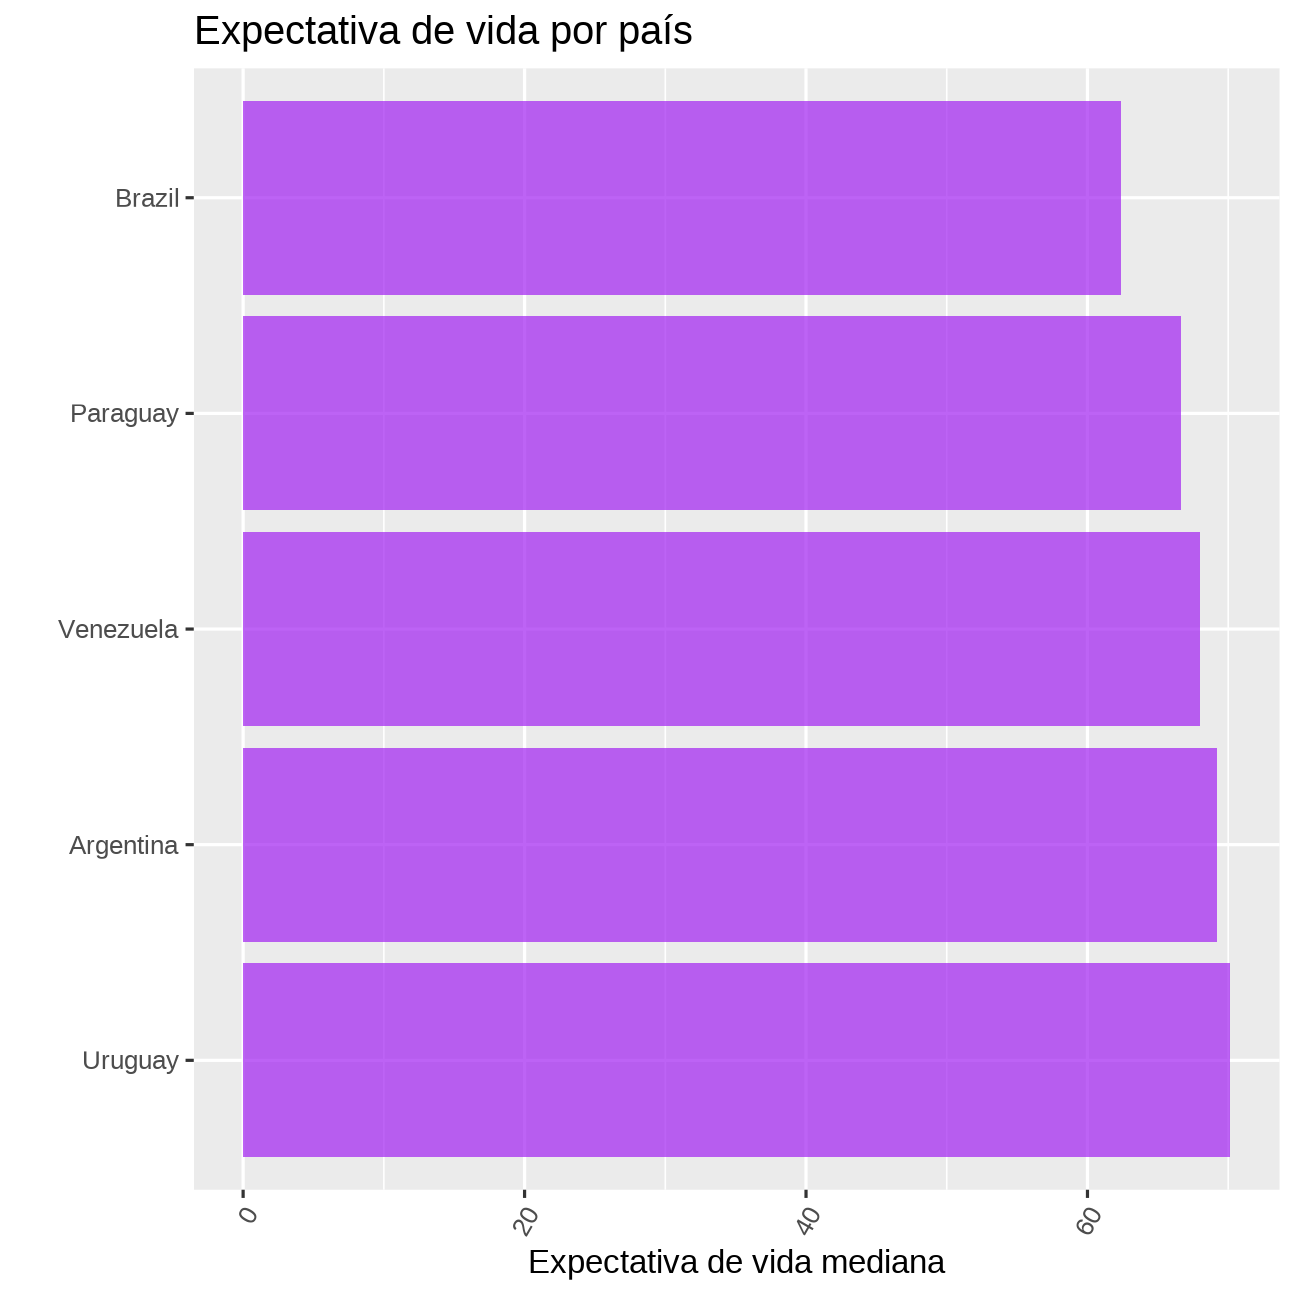 Expectativa de vida por país
Brazil
Paraguay
Venezuela
Argentina
Uruguay
0
20
40
60
Expectativa de vida mediana